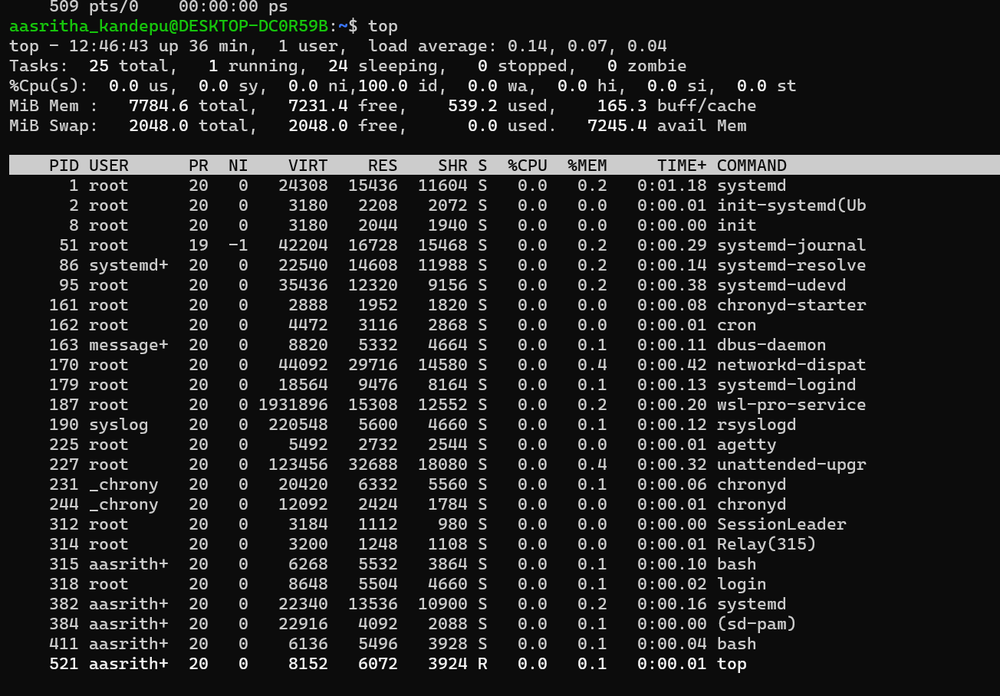 509 pts/0    00:00:00 ps
aasritha_kandepu@DESKTOP-DC0R59B:~$ top
top - 12:46:43 up 36 min,  1 user,  load average: 0.14, 0.07, 0.04
Tasks:  25 total,   1 running,  24 sleeping,   0 stopped,   0 zombie
%Cpu(s):  0.0 us,  0.0 sy,  0.0 ni,100.0 id,  0.0 wa,  0.0 hi,  0.0 si,  0.0 st
MiB Mem :   7784.6 total,   7231.4 free,    539.2 used,    165.3 buff/cache
MiB Swap:   2048.0 total,   2048.0 free,      0.0 used.   7245.4 avail Mem
    PID USER      PR  NI    VIRT    RES    SHR S  %CPU  %MEM     TIME+ COMMAND
      1 root      20   0   24308  15436  11604 S   0.0   0.2   0:01.18 systemd
      2 root      20   0    3180   2208   2072 S   0.0   0.0   0:00.01 init-systemd(Ub
      8 root      20   0    3180   2044   1940 S   0.0   0.0   0:00.00 init
     51 root      19  -1   42204  16728  15468 S   0.0   0.2   0:00.29 systemd-journal
     86 systemd+  20   0   22540  14608  11988 S   0.0   0.2   0:00.14 systemd-resolve
     95 root      20   0   35436  12320   9156 S   0.0   0.2   0:00.38 systemd-udevd
    161 root      20   0    2888   1952   1820 S   0.0   0.0   0:00.08 chronyd-starter
    162 root      20   0    4472   3116   2868 S   0.0   0.0   0:00.01 cron
    163 message+  20   0    8820   5332   4664 S   0.0   0.1   0:00.11 dbus-daemon
    170 root      20   0   44092  29716  14580 S   0.0   0.4   0:00.42 networkd-dispat
    179 root      20   0   18564   9476   8164 S   0.0   0.1   0:00.13 systemd-logind
    187 root      20   0 1931896  15308  12552 S   0.0   0.2   0:00.20 wsl-pro-service
    190 syslog    20   0  220548   5600   4660 S   0.0   0.1   0:00.12 rsyslogd
    225 root      20   0    5492   2732   2544 S   0.0   0.0   0:00.01 agetty
    227 root      20   0  123456  32688  18080 S   0.0   0.4   0:00.32 unattended-upgr
    231 _chrony   20   0   20420   6332   5560 S   0.0   0.1   0:00.06 chronyd
    244 _chrony   20   0   12092   2424   1784 S   0.0   0.0   0:00.01 chronyd
    312 root      20   0    3184   1112    980 S   0.0   0.0   0:00.00 SessionLeader
    314 root      20   0    3200   1248   1108 S   0.0   0.0   0:00.01 Relay(315)
    315 aasrith+  20   0    6268   5532   3864 S   0.0   0.1   0:00.10 bash
    318 root      20   0    8648   5504   4660 S   0.0   0.1   0:00.02 login
    382 aasrith+  20   0   22340  13536  10900 S   0.0   0.2   0:00.16 systemd
    384 aasrith+  20   0   22916   4092   2088 S   0.0   0.1   0:00.00 (sd-pam)
    411 aasrith+  20   0    6136   5496   3928 S   0.0   0.1   0:00.04 bash
    521 aasrith+  20   0    8152   6072   3924 R   0.0   0.1   0:00.01 top